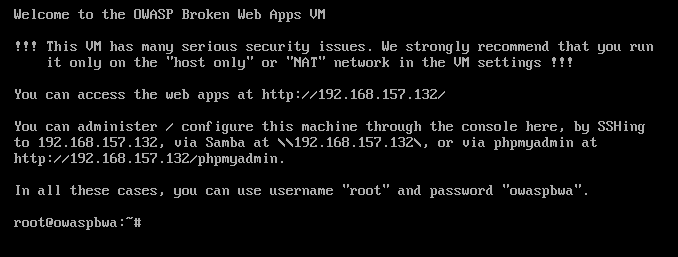 Welcome to the OWASP Broken Web Apps VM
!!! This VM has many serious security issues. We strongly recommend that you run
it only on the "host only" or "NAT" network in the VM settings !!!
You can access the web apps at http://192.168.157.132/
You can administer / configure this machine through the console here, by SSHing
to 192.168.157.132, via Samba at \\192.168.157.132\, or via phpmyadmin at
http://192.168.157.132/phpmyadmin.
In all these cases, you can use username "root" and password "owaspbwa".
root@owaspbwa:~#